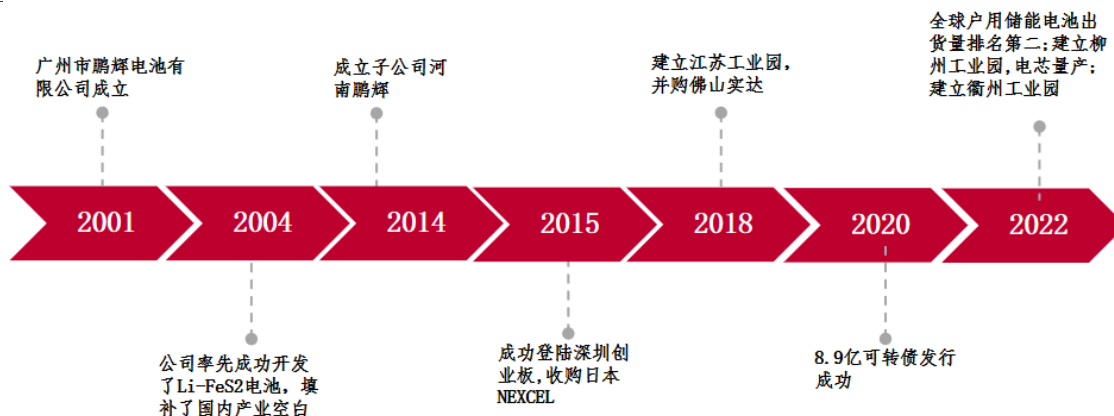 广州市鹏辉电池有
限公司成立
成立子公司河
南鹏辉
建立江苏工业园，
并购佛山实达
全球户用储能电池出
货量排名第二；建立柳
州工业园，电芯量产；
建立衢州工业园
2001
2004
2014
2015
2018
2020
2022
公司率先成功开发
了Li-FeS2电池，填
补了国内产业空白
成功登陆深圳创
业板，收购日本
NEXCEL
8.9亿可转债发行
成功